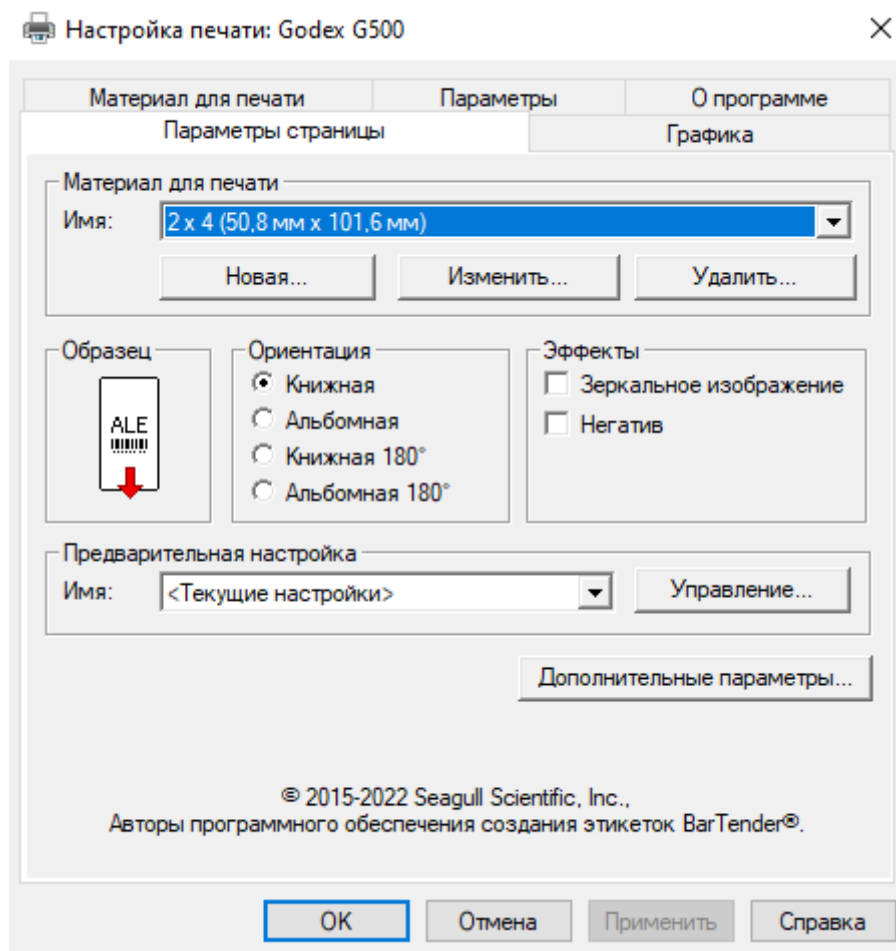 Настройка печати: Godex G500
Материал для печати
Параметры
О программе
Параметры страницы
Графика
Материал для печати
Имя:
2 x 4 (50,8 мм x 101,6 мм)
Новая...
Изменить...
Удалить...
Образец
ALE
Ориентация
Книжная
Альбомная
Книжная 180°
Альбомная 180°
Эффекты
Зеркальное изображение
Негатив
Предварительная настройка
Имя:
<Текущие настройки>
Управление...
Дополнительные параметры...
© 2015-2022 Seagull Scientific, Inc.,
Авторы программного обеспечения создания этикеток BarTender®.
OK
Отмена
Применить
Справка